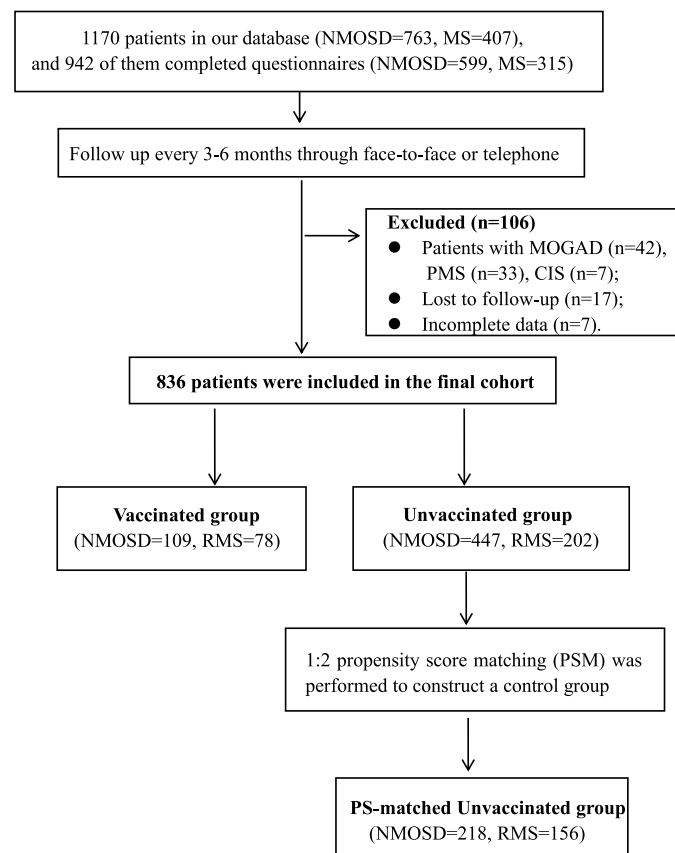 1170 patients in our database (NMOSD=763, MS=407),
and 942 of them completed questionnaires (NMOSD=599, MS=315)
Follow up every 3-6 months through face-to-face or telephone
Excluded (n=106)
● Patients with MOGAD (n=42),
PMS (n=33), CIS (n=7);
● Lost to follow-up (n=17);
● Incomplete data (n=7).
836 patients were included in the final cohort
Vaccinated group
(NMOSD=109, RMS=78)
Unvaccinated group
(NMOSD=447, RMS=202)
1:2 propensity score matching (PSM) was
performed to construct a control group
PS-matched Unvaccinated group
(NMOSD=218, RMS=156)